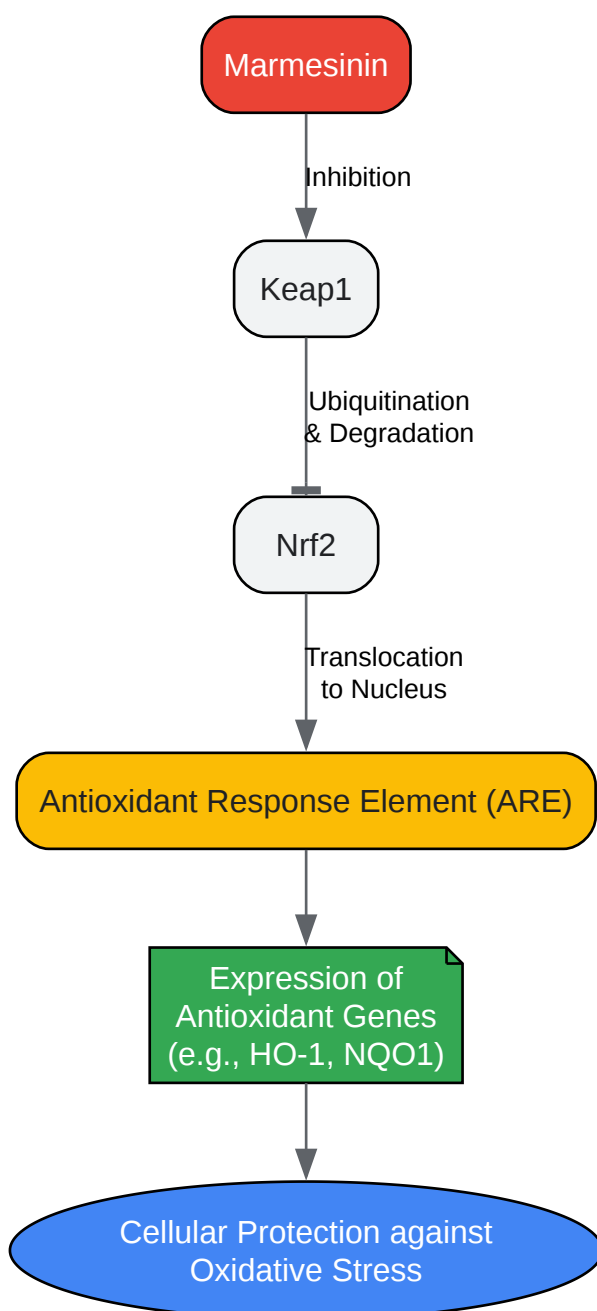 Marmesinin
Inhibition
Keap1
Ubiquitination
& Degradation
Nrf2
Translocation
to Nucleus
Antioxidant Response Element (ARE)
Expression of
Antioxidant Genes
(e.g., HO-1, NQO1)
Cellular Protection against
Oxidative Stress